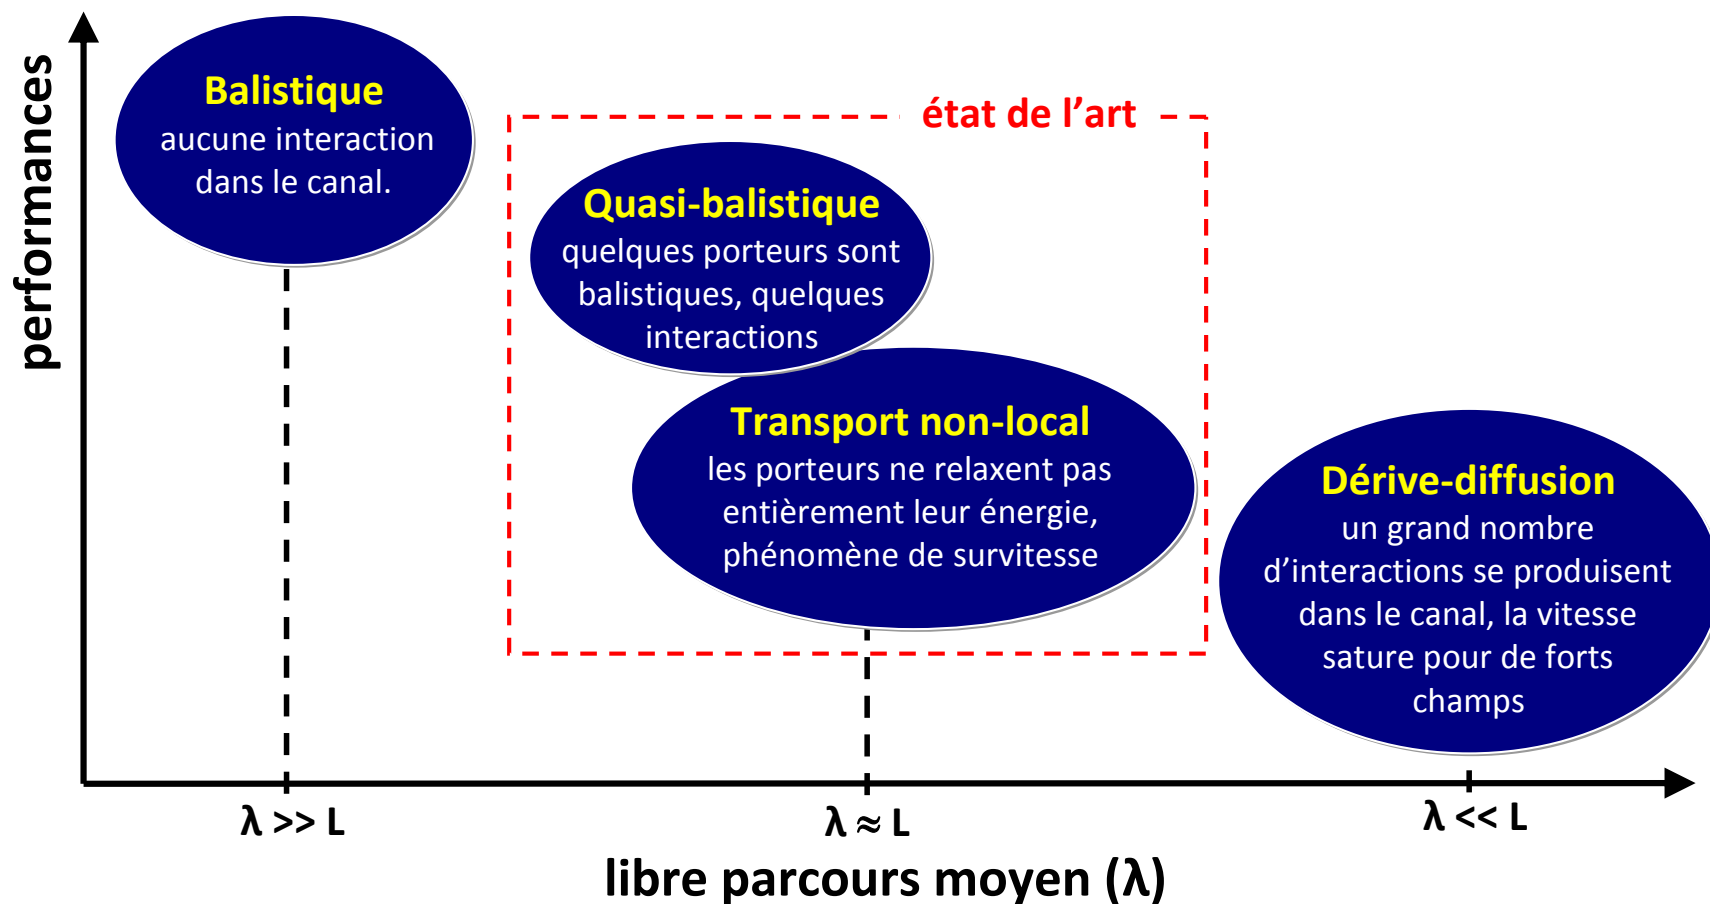 performances
Balistique
aucune interaction
dans le canal.
état de l’art
Quasi-balistique
quelques porteurs sont
balistiques, quelques
interactions
Transport non-local
les porteurs ne relaxent pas
entièrement leur énergie,
phénomène de survitesse
Dérive-diffusion
un grand nombre
d’interactions se produisent
dans le canal, la vitesse
sature pour de forts
champs
λ >> L
λ ≈ L
λ << L
libre parcours moyen (λ)